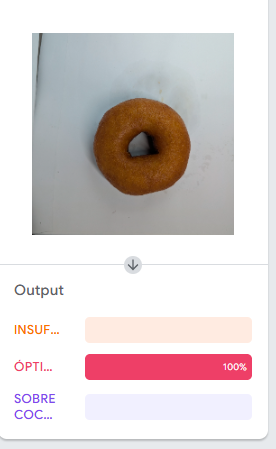 Output
INSUF...
ÓPTI...
100%
SOBRE
COC...